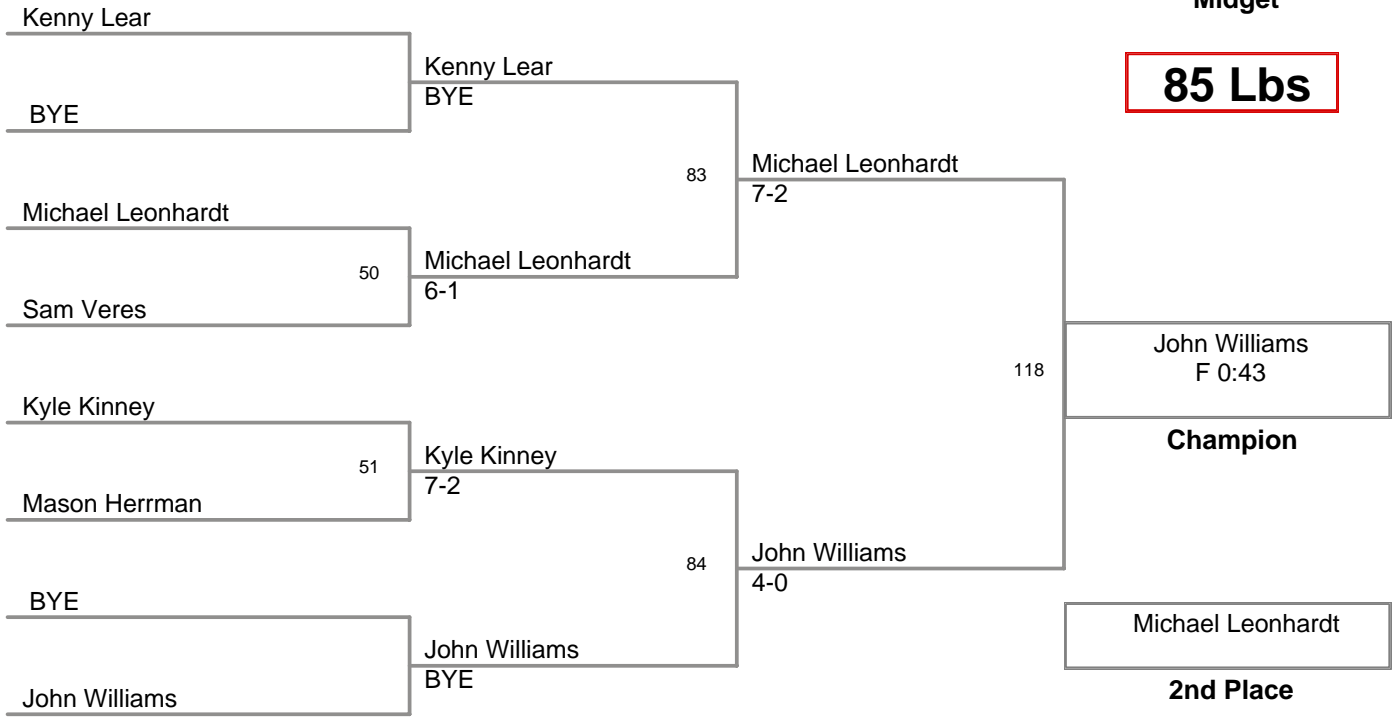 Midget
85 Lbs
Kenny Lear
BYE
Michael Leonhardt
Sam Veres
Kyle Kinney
Mason Herrman
BYE
John Williams
50
51
Kenny Lear
BYE
Michael Leonhardt
6-1
Kyle Kinney
7-2
John Williams
BYE
83
84
Michael Leonhardt
7-2
John Williams
4-0
118
John Williams
F 0:43
Champion
Michael Leonhardt
2nd Place